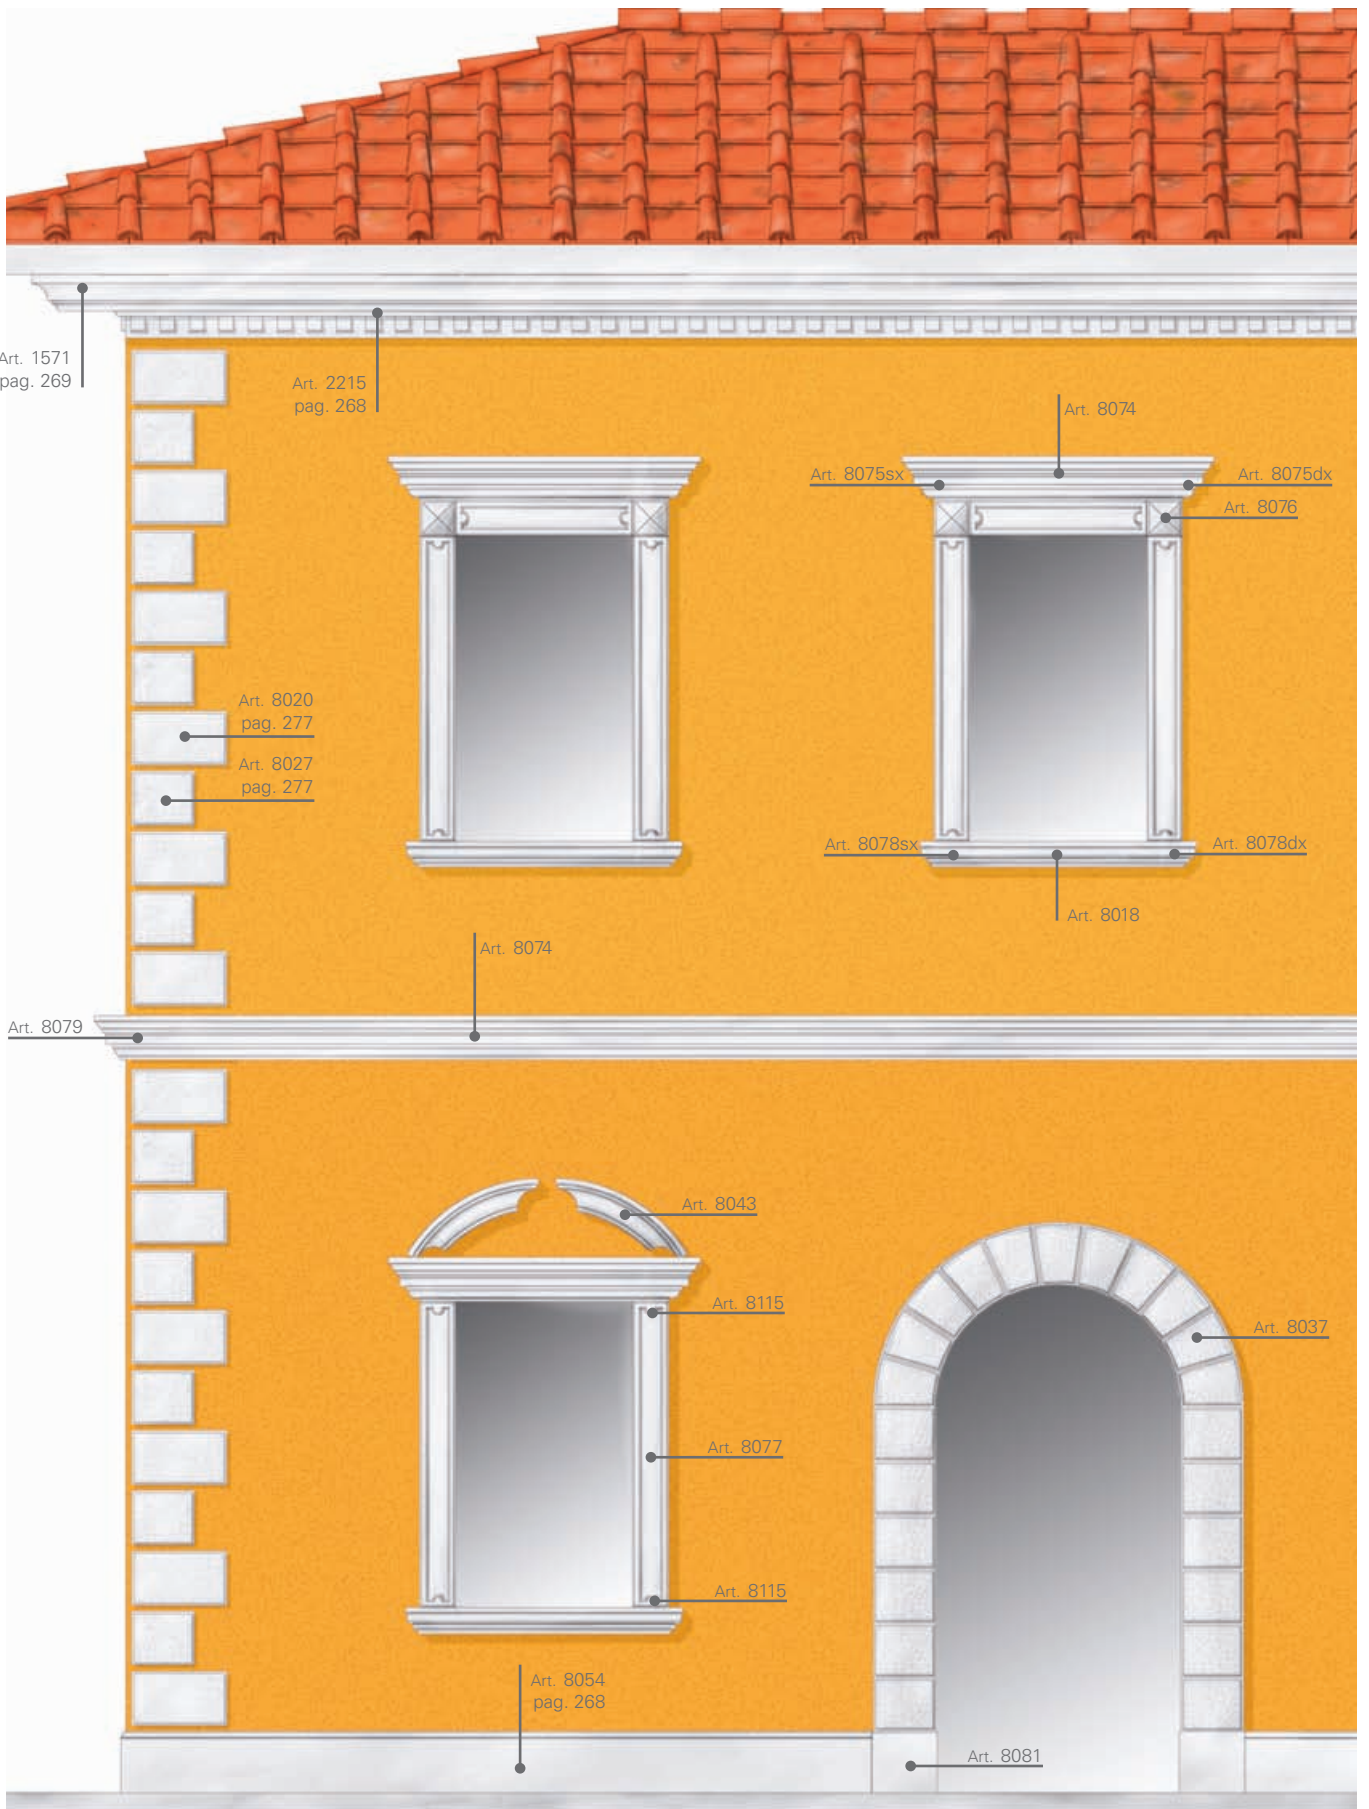 Art. 1571
pag. 269
Art. 2215
pag. 268
Art. 8074
Art. 8075sx
Art. 8075dx
Art. 8076
Art. 8020
pag. 277
Art. 8027
pag. 277
Art. 8078sx
Art. 8078dx
Art. 8018
Art. 8074
Art. 8079
Art. 8043
Art. 8115
Art. 8037
Art. 8077
Art. 8115
Art. 8054
pag. 268
Art. 8081